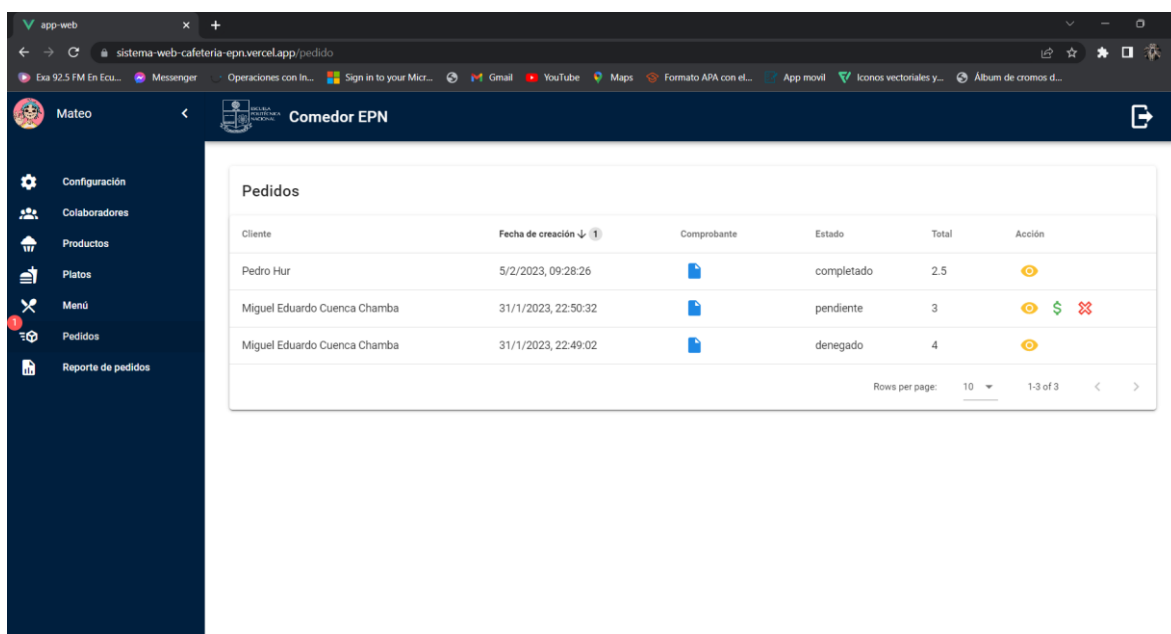 app-web
sistema-web-cafeteria-epn.vercel.app/pedido
Exa 92.5 FM En Ecu... Messenger Operaciones con In... Sign in to your Micr... Gmail YouTube Maps Formato APA con el... App movil Iconos vectoriales y... Álbum de cromos d...
Mateo
ESCUELA POLITÉCNICA NACIONAL Comedor EPN
Configuración
Colaboradores
Productos
Platos
Menú
1
Pedidos
Reporte de pedidos
Pedidos
Cliente Fecha de creación 1 Comprobante Estado Total Acción
Pedro Hur 5/2/2023, 09:28:26 completado 2.5
Miguel Eduardo Cuenca Chamba 31/1/2023, 22:50:32 pendiente 3 $
Miguel Eduardo Cuenca Chamba 31/1/2023, 22:49:02 denegado 4
Rows per page: 10 1-3 of 3